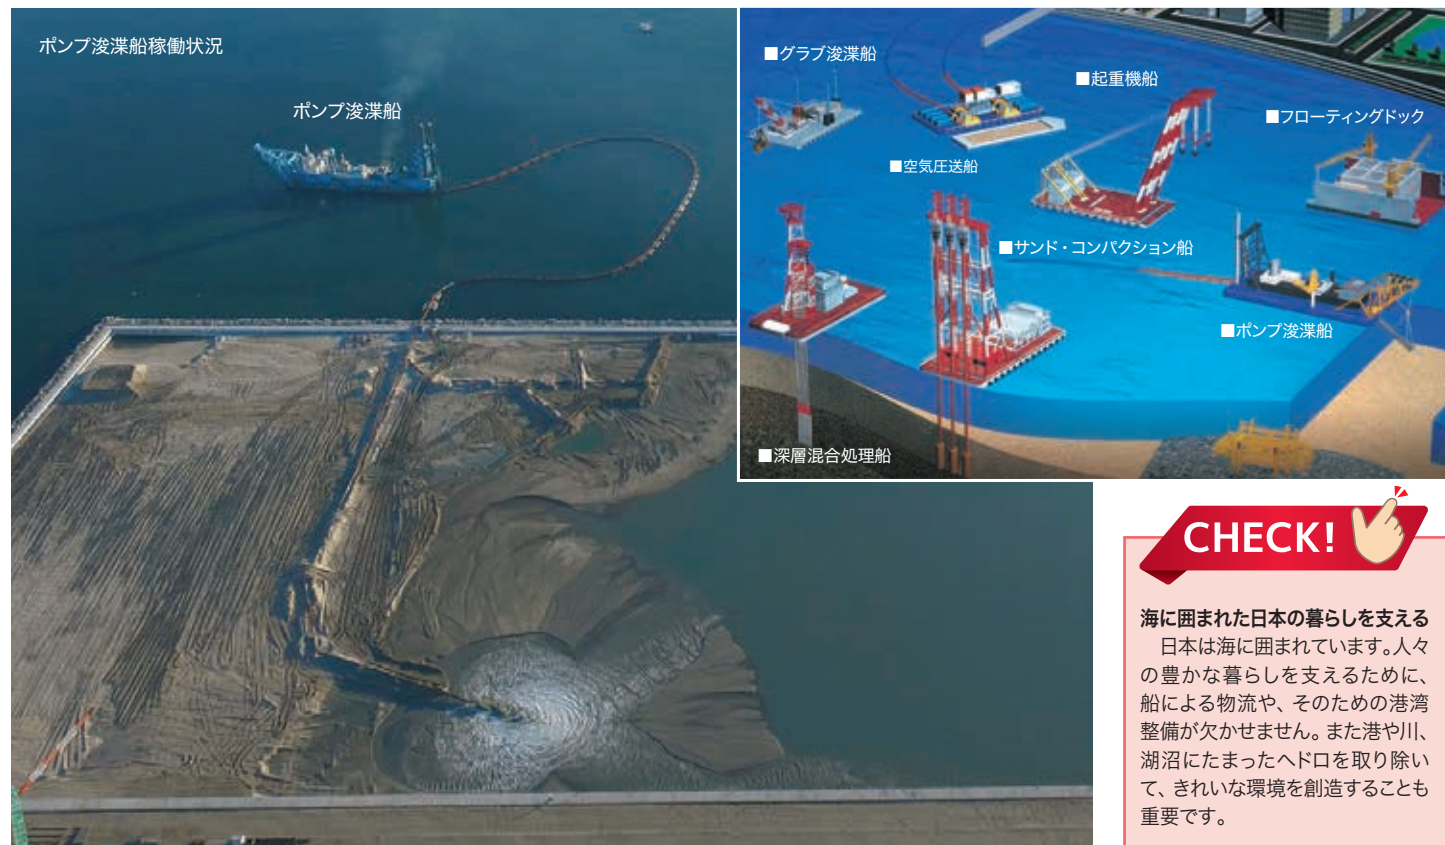 ポンプ浚渫船稼働状況
ポンプ浚渫船
■グラブ浚渫船
■起重機船
■フローティングドック
■空気圧送船
■サンド・コンパクション船
■ポンプ浚渫船
■深層混合処理船
CHECK!
海に囲まれた日本の暮らしを支える
　日本は海に囲まれています。人々
の豊かな暮らしを支えるために、
船による物流や、そのための港湾
整備が欠かせません。また港や川、
湖沼にたまったヘドロを取り除い
て、きれいな環境を創造することも
重要です。